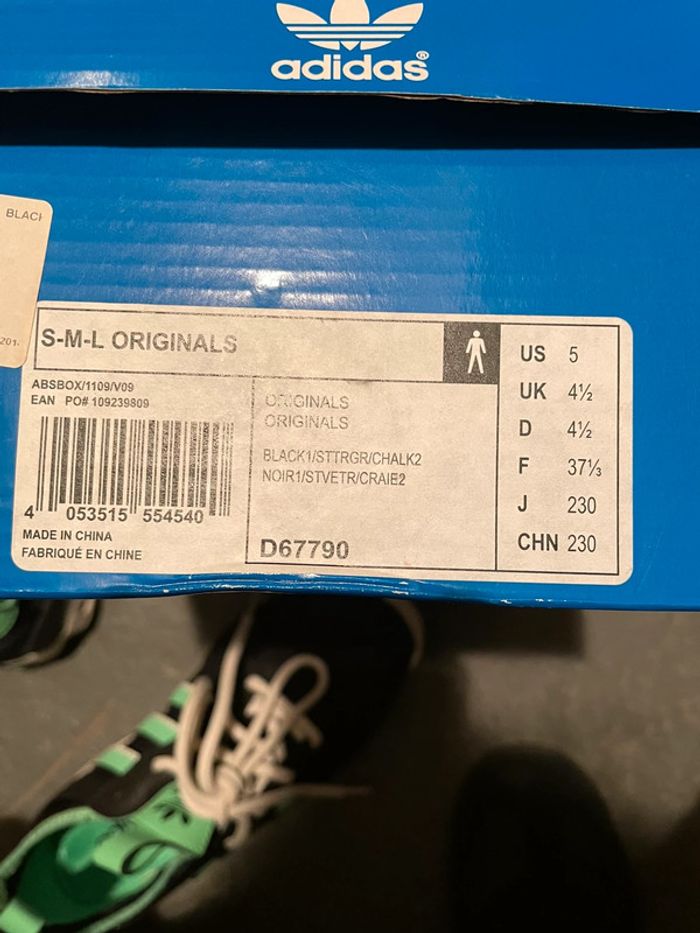 adidas®
BLACK
201.
S-M-L ORIGINALS
ABSBOX/1109/V09
EAN PO# 109239809
4 053515 554540
MADE IN CHINA
FABRIQUÉ EN CHINE
ORIGINALS
ORIGINALS
BLACK1/STTRGR/CHALK2
NOIR1/STVETR/CRAIE2
D67790
US 5
UK 4½
D 4½
F 37⅓
J 230
CHN 230